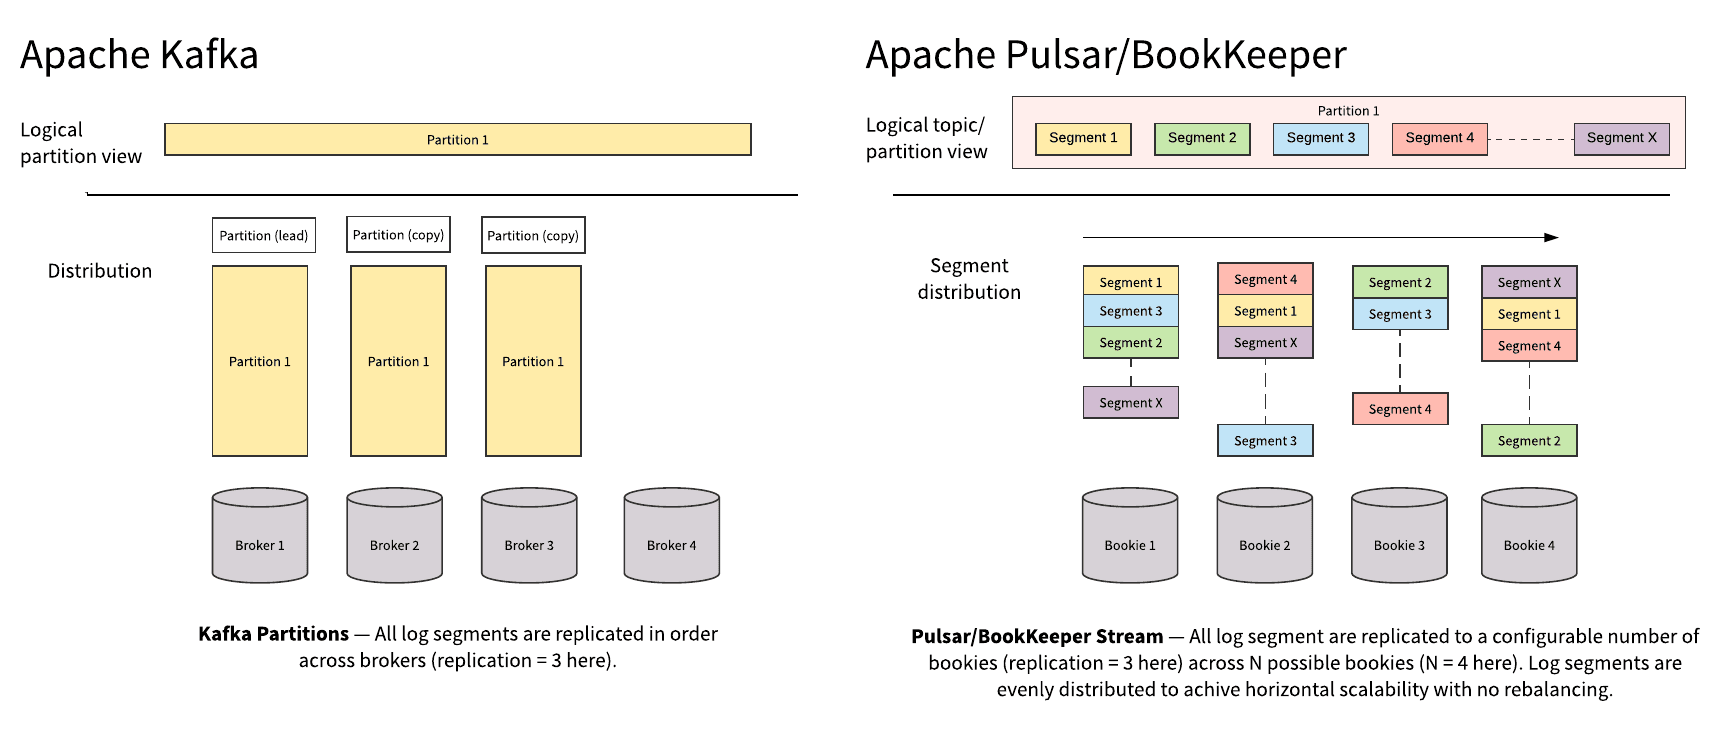 Apache Kafka
Logical
partition view
Partition 1
Distribution
Partition (lead)
Partition (copy)
Partition (copy)
Partition 1
Partition 1
Partition 1
Broker 1
Broker 2
Broker 3
Broker 4
Kafka Partitions — All log segments are replicated in order
across brokers (replication = 3 here).
Apache Pulsar/BookKeeper
Logical topic/
partition view
Partition 1
Segment 1
Segment 2
Segment 3
Segment 4
Segment X
Segment
distribution
Segment 1
Segment 3
Segment 2
Segment X
Segment 4
Segment 1
Segment X
Segment 3
Segment 2
Segment 3
Segment 4
Segment X
Segment 1
Segment 4
Segment 2
Bookie 1
Bookie 2
Bookie 3
Bookie 4
Pulsar/BookKeeper Stream — All log segment are replicated to a configurable number of
bookies (replication = 3 here) across N possible bookies (N = 4 here). Log segments are
evenly distributed to achive horizontal scalability with no rebalancing.